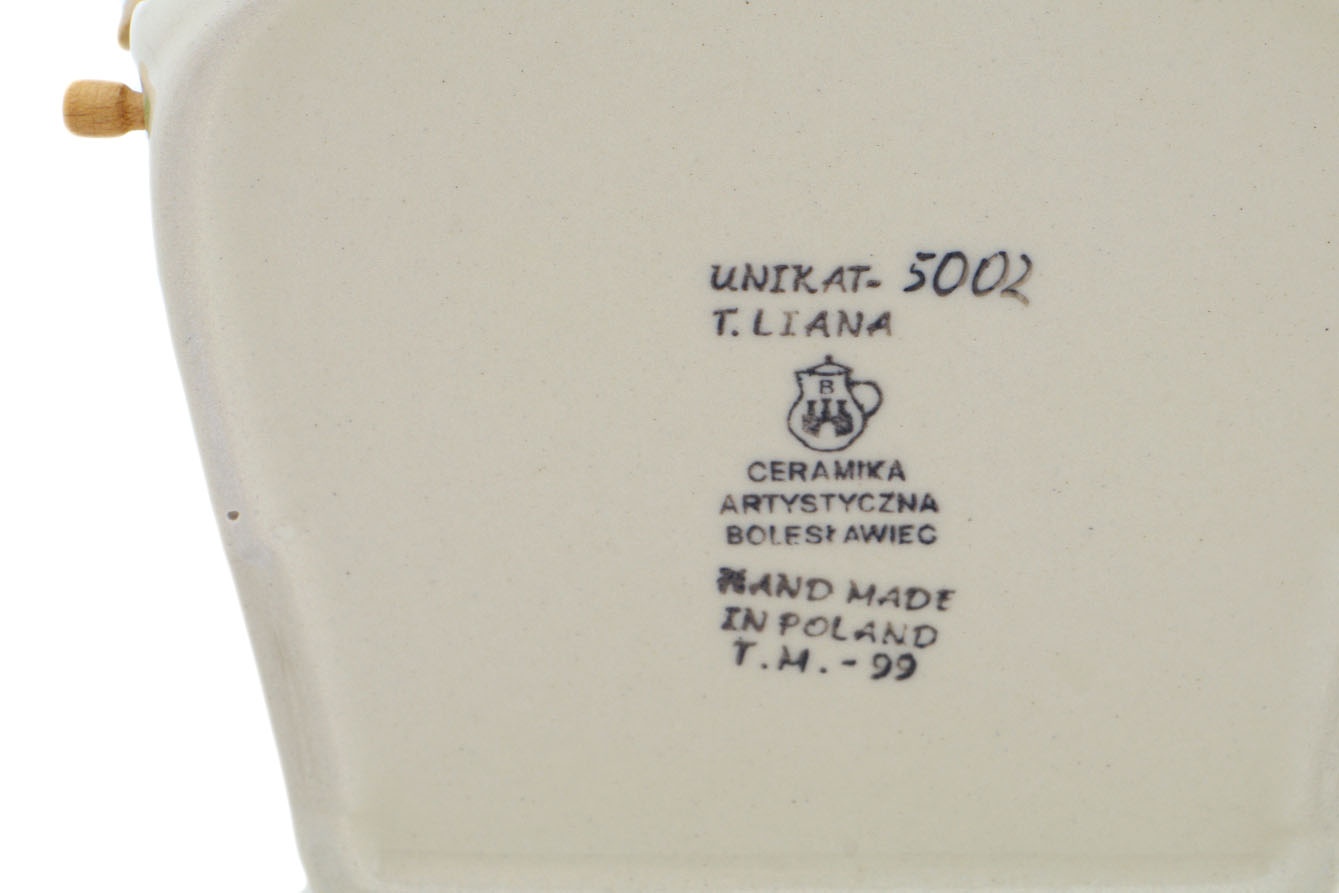 UNIKAT- 5002
T. LIANA
B
CERAMIKA
ARTYSTYCZNA
BOLESŁAWIEC
HAND MADE
IN POLAND
T.M. - 99